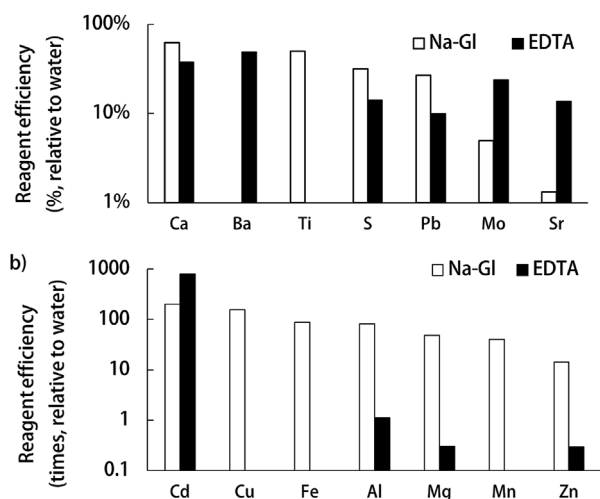 Reagent efficiency
(%, relative to water)
100%
10%
1%
Na-Gl EDTA
Ca Ba Ti S Pb Mo Sr
b)
Reagent efficiency
(times, relative to water)
1000
100
10
1
0.1
Na-Gl EDTA
Cd Cu Fe Al Mg Mn Zn